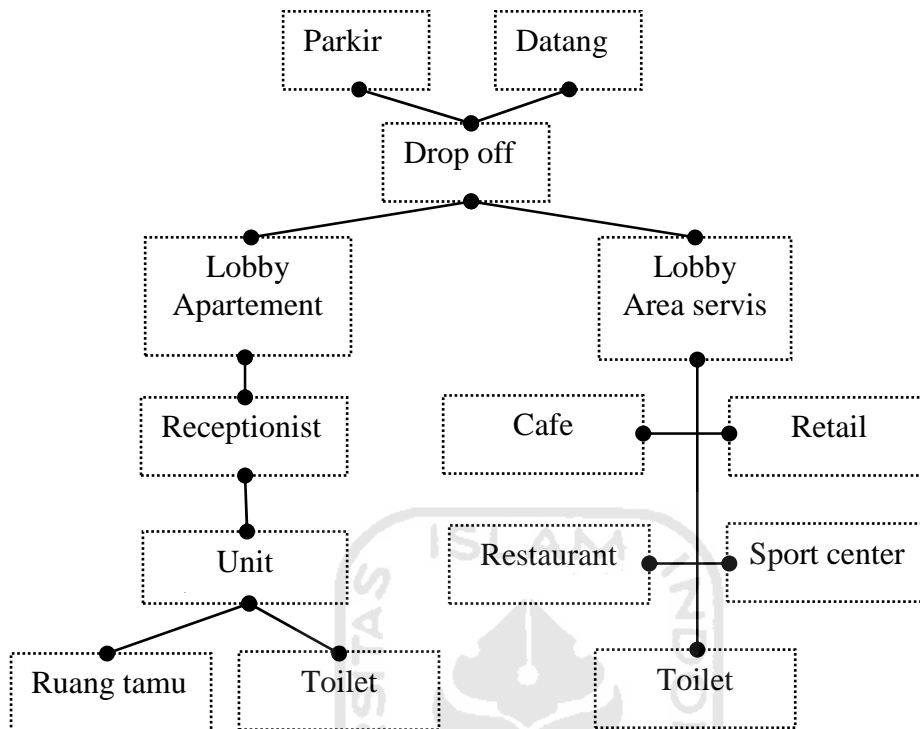 Parkir
Datang
Drop off
Lobby
Apartement
Lobby
Area servis
Receptionist
Cafe
Retail
Unit
Restaurant
Sport center
Ruang tamu
Toilet
Toilet
ISLAM